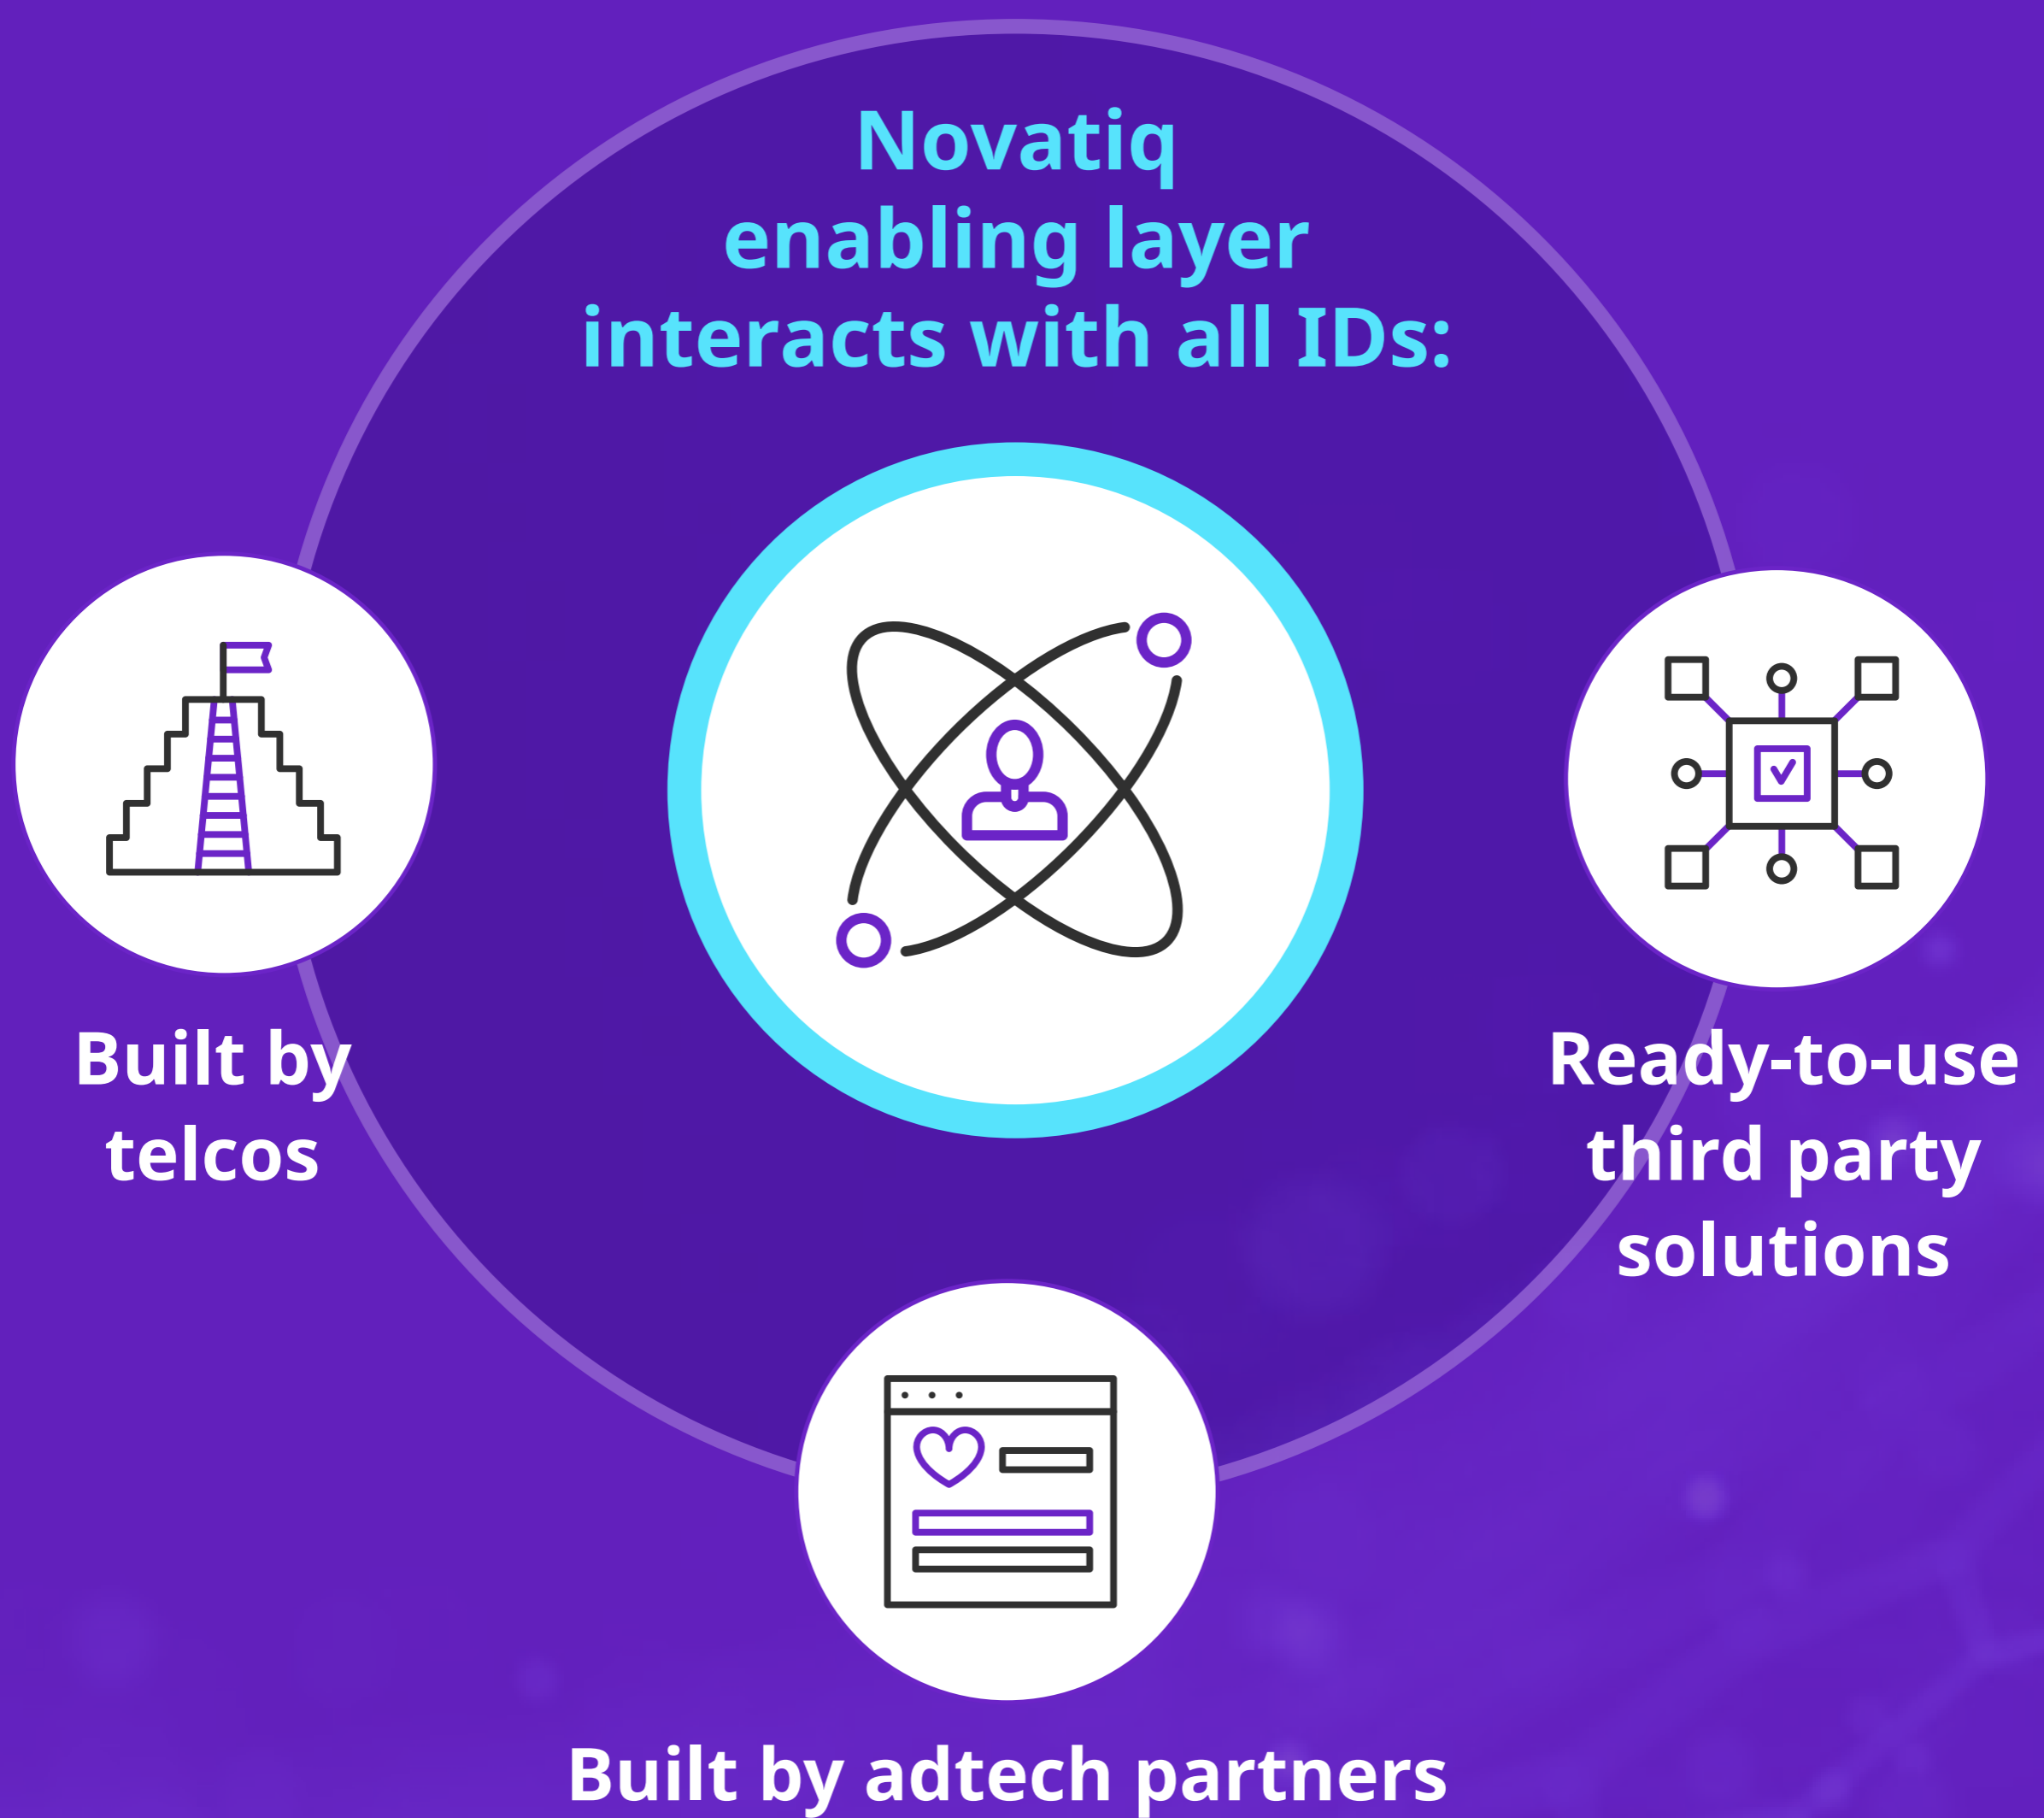 Novatiq
enabling layer
interacts with all IDs:
Built by
telcos
Ready-to-use
third party
solutions
Built by adtech partners